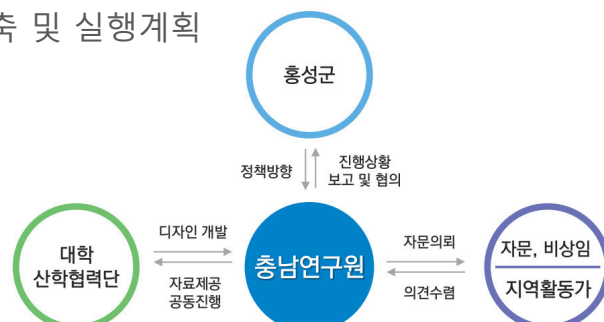 축 및 실행계획
홍성군
정책방향
진행상황
보고 및 협의
디자인 개발
자문의뢰
대학
산학협력단
충남연구원
자문, 비상임
지역활동가
자료제공
공동진행
의견수렴